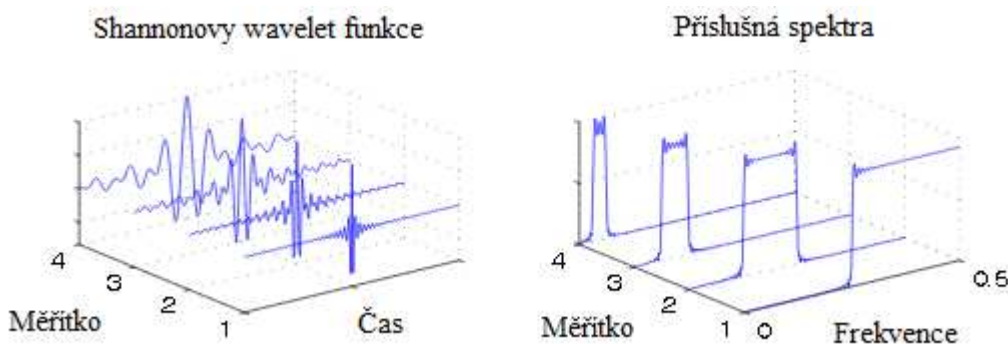 Shannonovy wavelet funkce
Příslušná spektra
4
3
2
1
Měřítko
Čas
4
3
2
1
0
0.5
Měřítko
Frekvence